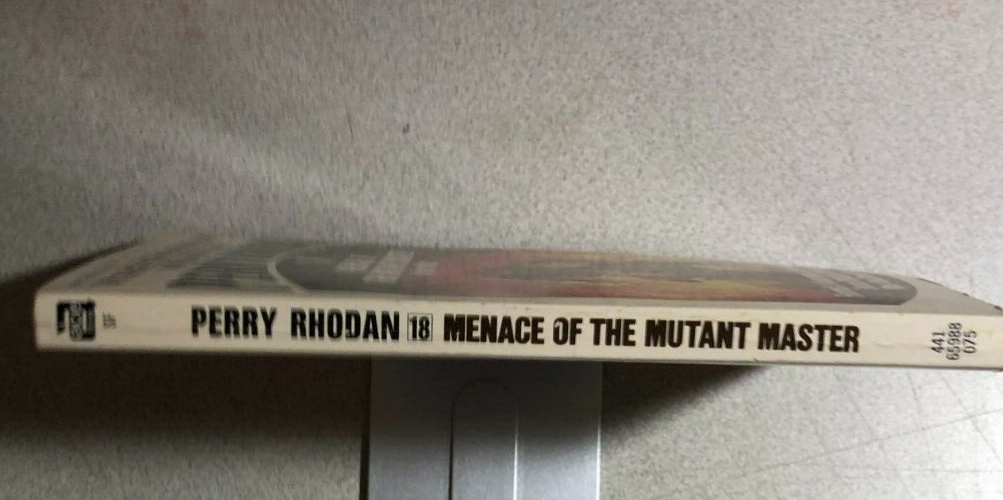 PERRY RHODAN 18 MENACE OF THE MUTANT MASTER
441
65988
075